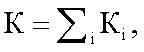 К = ∑ᵢ Кᵢ,